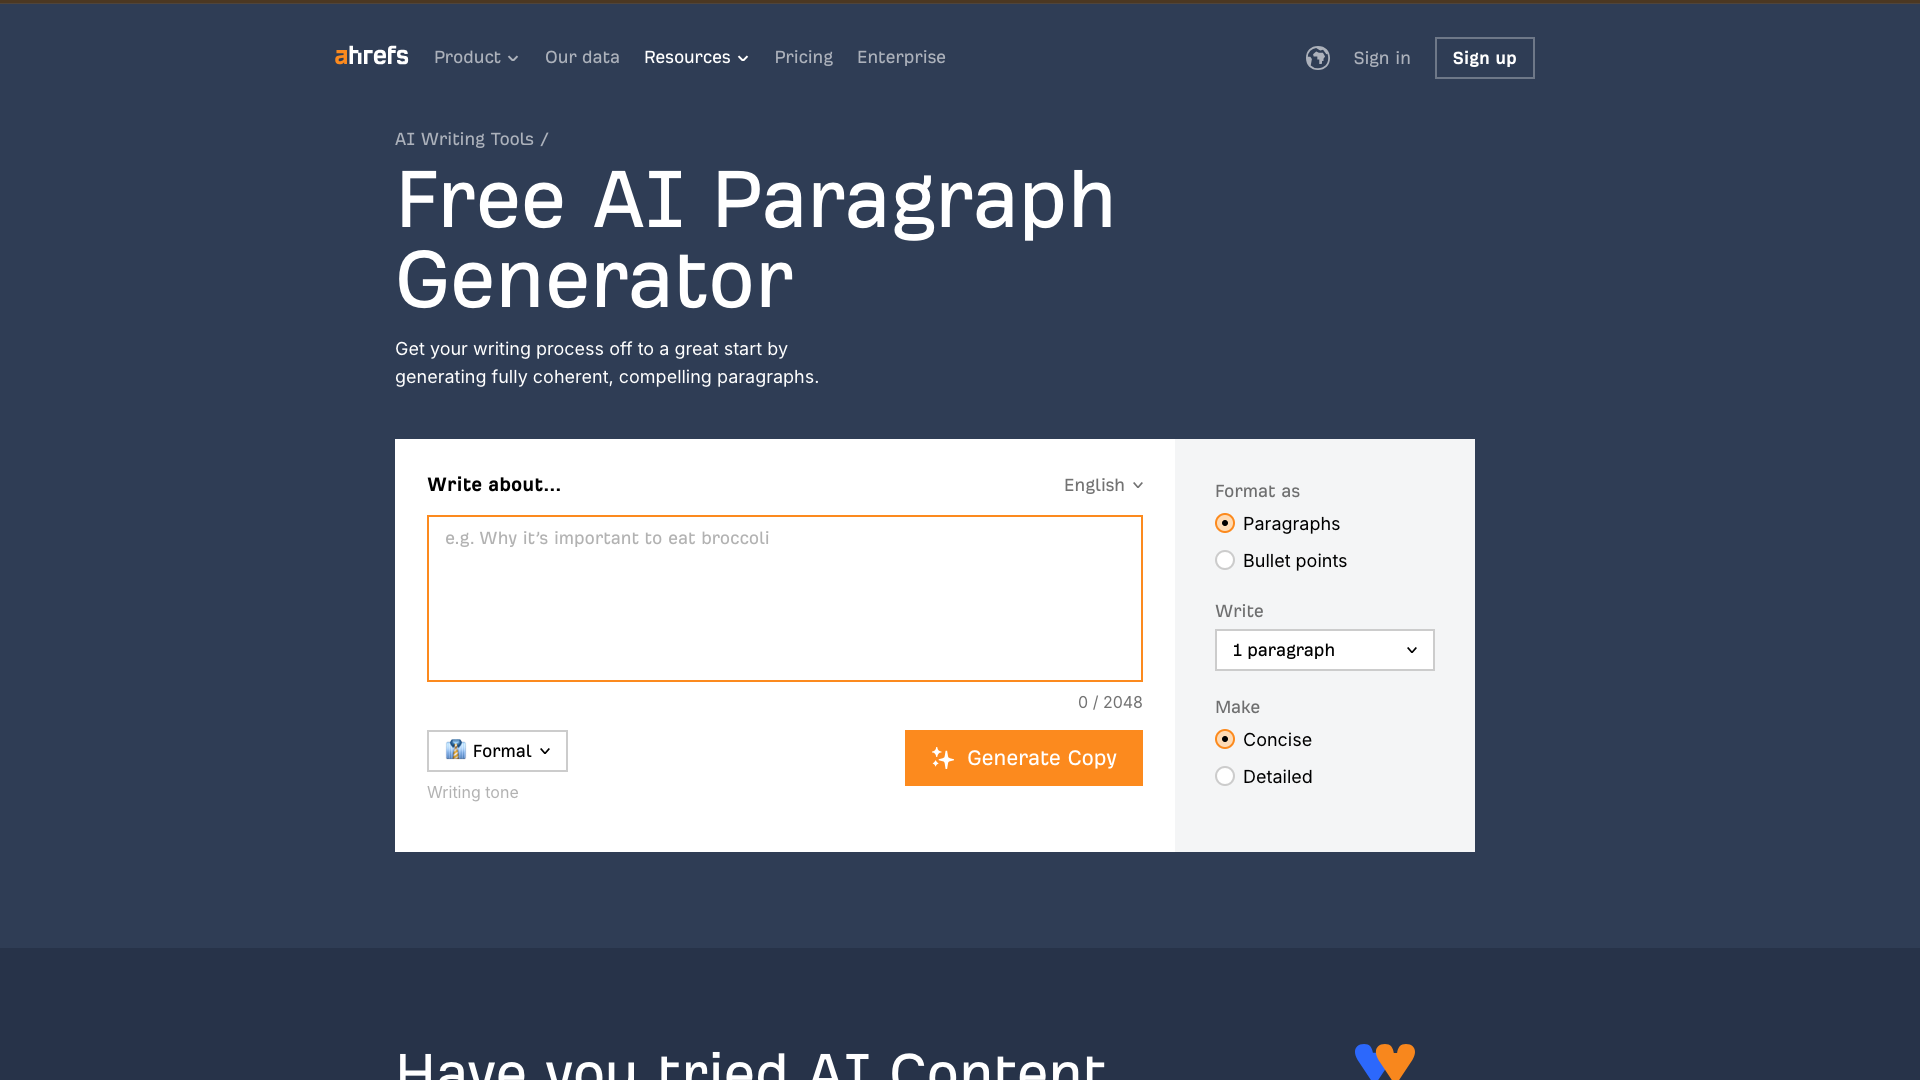 ahrefs Product Our data Resources Pricing Enterprise Sign in Sign up
AI Writing Tools /
Free AI Paragraph
Generator
Get your writing process off to a great start by
generating fully coherent, compelling paragraphs.
Write about...
English
e.g. Why it's important to eat broccoli
0 / 2048
Formal
Writing tone
Generate Copy
Format as
Paragraphs
Bullet points
Write
1 paragraph
Make
Concise
Detailed
Have you tried AI Content